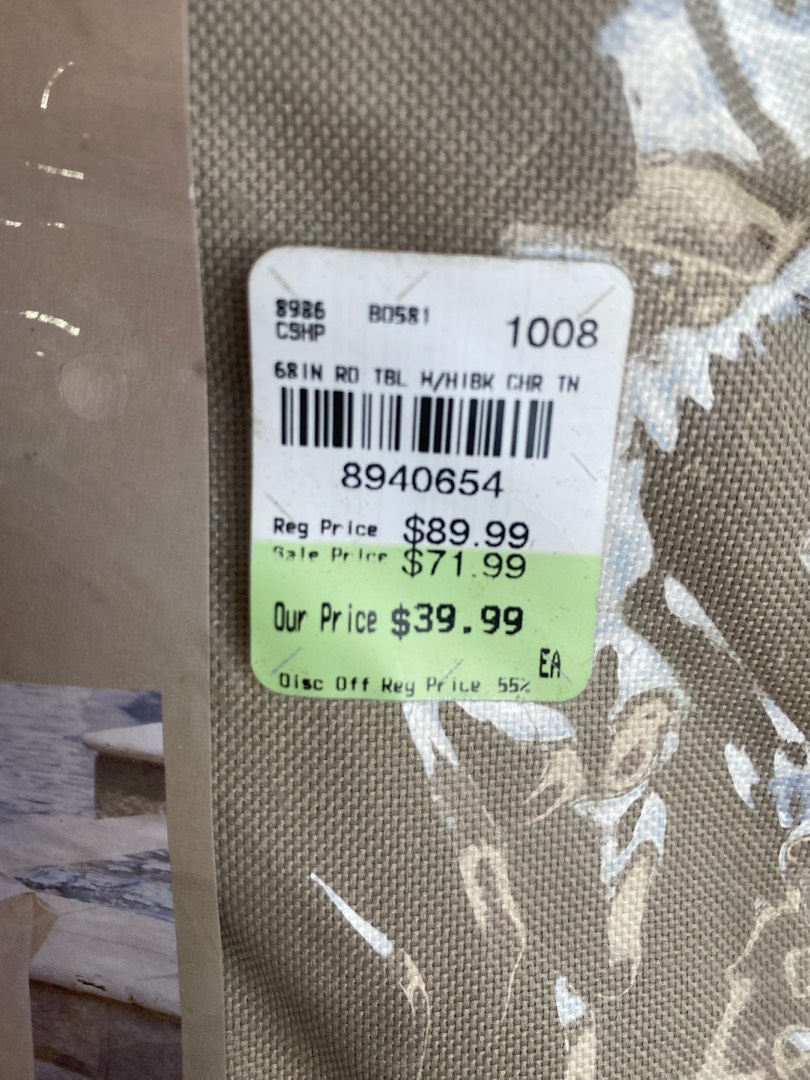 8986 B0581 1008
CSHP
68IN RD TBL H/HIBK CHR TN
8940654
Reg Price $89.99
Sale Price $71.99
Our Price $39.99
EA
Disc Off Reg Price 55%